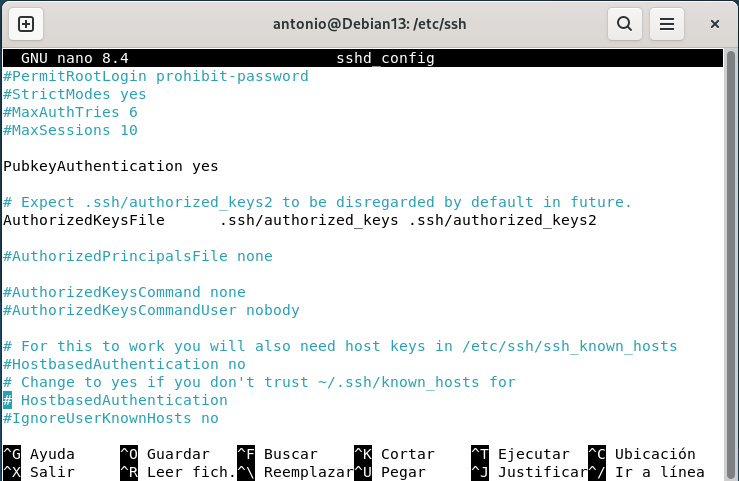 antonio@Debian13: /etc/ssh
GNU nano 8.4 sshd_config
#PermitRootLogin prohibit-password
#StrictModes yes
#MaxAuthTries 6
#MaxSessions 10
PubkeyAuthentication yes
# Expect .ssh/authorized_keys2 to be disregarded by default in future.
AuthorizedKeysFile .ssh/authorized_keys .ssh/authorized_keys2
#AuthorizedPrincipalsFile none
#AuthorizedKeysCommand none
#AuthorizedKeysCommandUser nobody
# For this to work you will also need host keys in /etc/ssh/ssh_known_hosts
#HostbasedAuthentication no
# Change to yes if you don't trust ~/.ssh/known_hosts for
# HostbasedAuthentication
#IgnoreUserKnownHosts no
^G Ayuda ^O Guardar ^F Buscar ^K Cortar ^T Ejecutar ^C Ubicación
^X Salir ^R Leer fich. ^\ Reemplazar ^U Pegar ^J Justificar ^/ Ir a línea